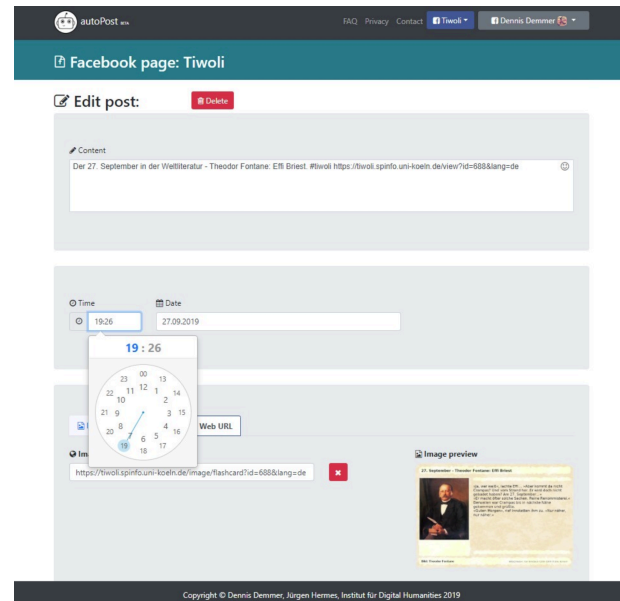 autoPost BETA
FAQ Privacy Contact Tiwoli Dennis Demmer
Facebook page: Tiwoli
Edit post:
Delete
Content
Der 27. September in der Weltliteratur - Theodor Fontane: Effi Briest. #tiwoli https://tiwoli.spinfo.uni-koeln.de/view?id=688&lang=de
Time
Date
19:26
27.09.2019
19 : 26
00
23
13
22
11
12
1
14
10
2
21
9
3
15
20
8
4
16
7
6
5
19
18
17
Web URL
Image preview
https://tiwoli.spinfo.uni-koeln.de/image/flashcard?id=688&lang=de
27. September - Theodor Fontane: Effi Briest
Copyright © Dennis Demmer, Jürgen Hermes, Institut für Digital Humanities 2019